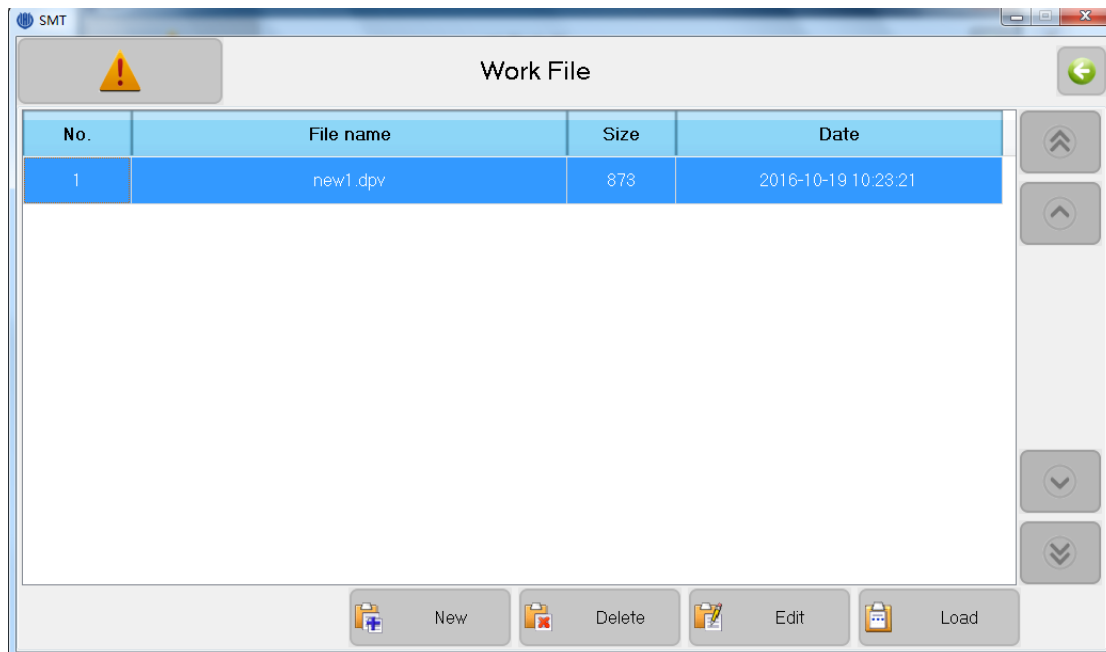 SMT
Work File
No. File name Size Date
1 new1.dpv 873 2016-10-19 10:23:21
New Delete Edit Load